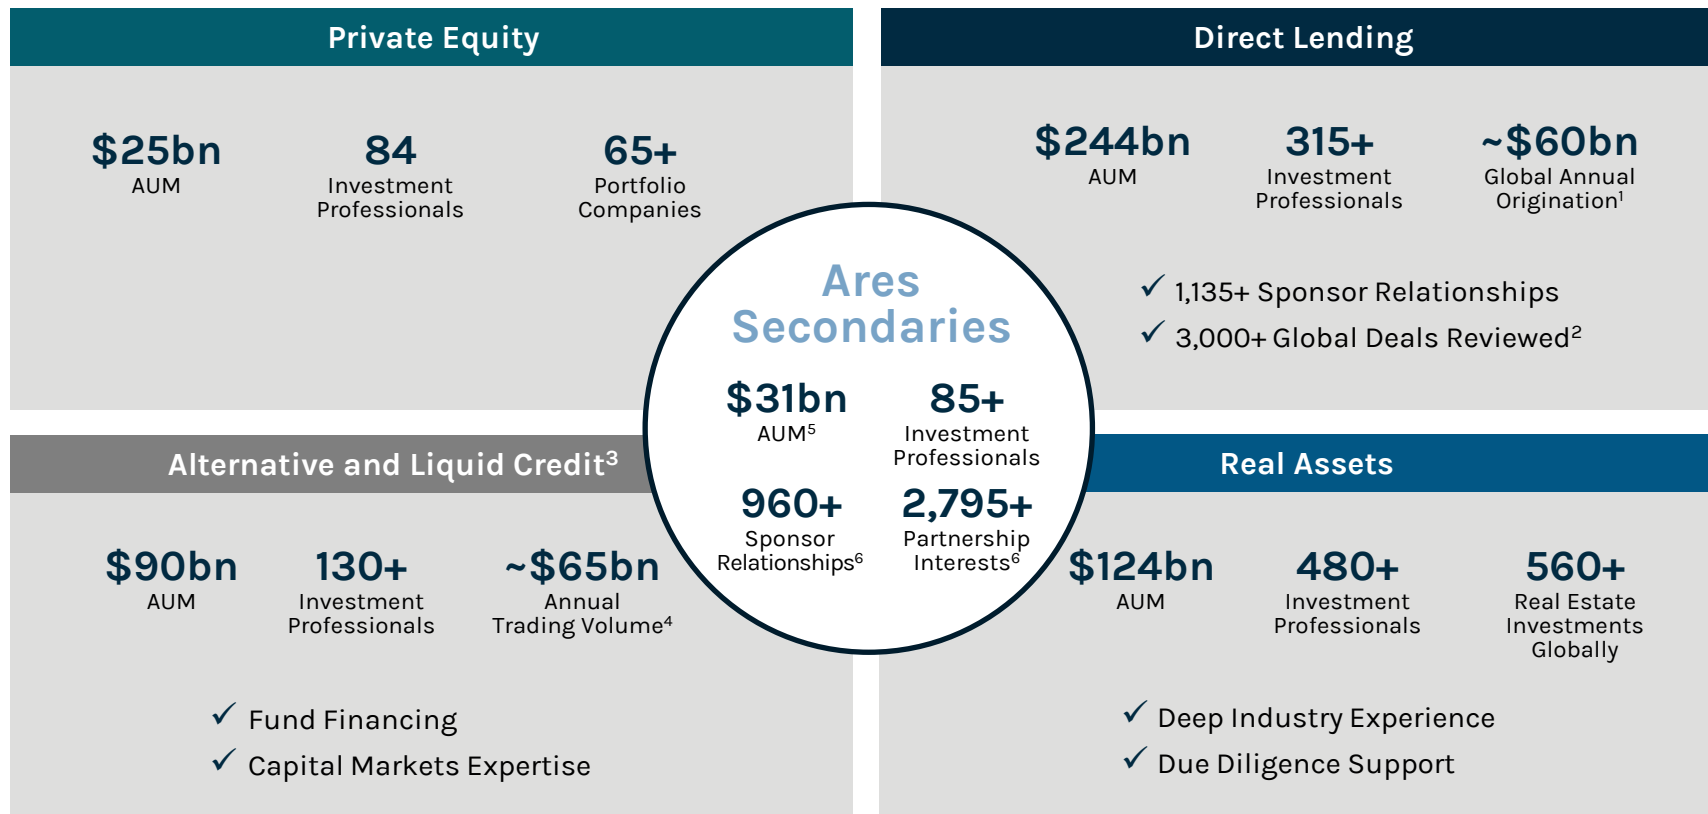 Private Equity
$25bn
AUM
84
Investment
Professionals
65+
Portfolio
Companies
Direct Lending
$244bn
AUM
315+
Investment
Professionals
~$60bn
Global Annual
Origination¹
✓ 1,135+ Sponsor Relationships
✓ 3,000+ Global Deals Reviewed²
Ares
Secondaries
$31bn
AUM⁵
85+
Investment
Professionals
960+
Sponsor
Relationships⁶
2,795+
Partnership
Interests⁶
Alternative and Liquid Credit³
$90bn
AUM
130+
Investment
Professionals
~$65bn
Annual
Trading Volume⁴
✓ Fund Financing
✓ Capital Markets Expertise
Real Assets
$124bn
AUM
480+
Investment
Professionals
560+
Real Estate
Investments
Globally
✓ Deep Industry Experience
✓ Due Diligence Support